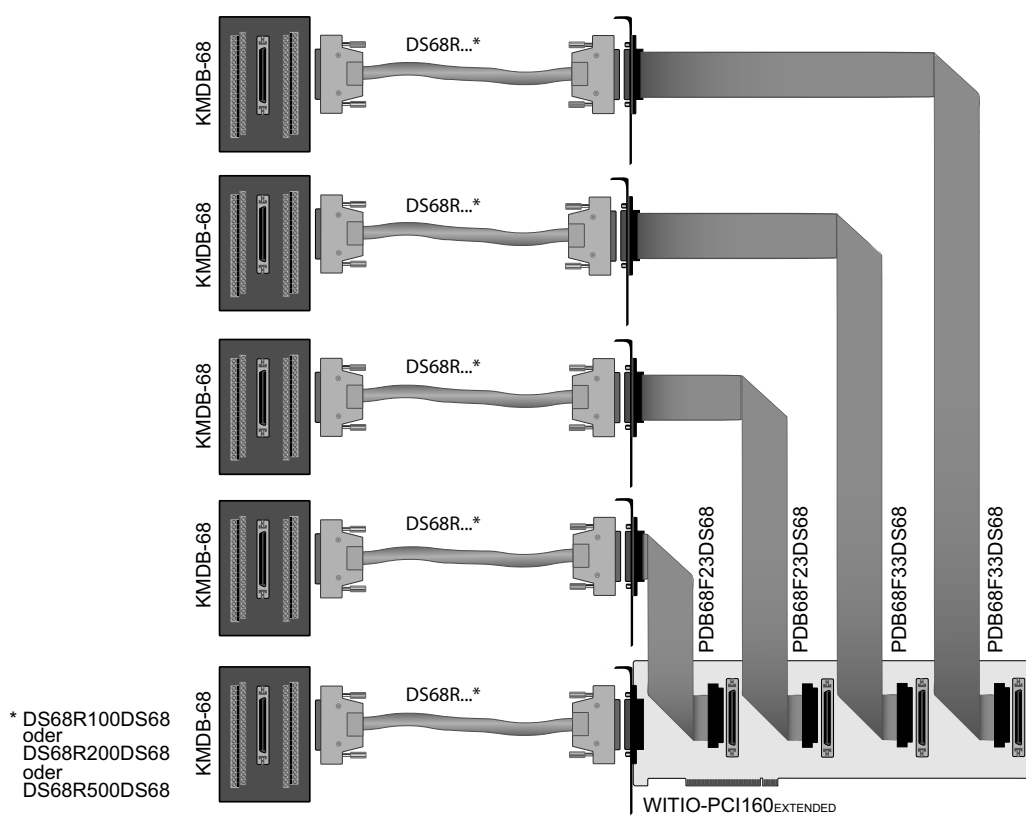 KMDB-68
DS68R...*
KMDB-68
DS68R...*
KMDB-68
DS68R...*
KMDB-68
DS68R...*
PDB68F23DS68
PDB68F23DS68
PDB68F33DS68
PDB68F33DS68
KMDB-68
DS68R...*
* DS68R100DS68
oder
DS68R200DS68
oder
DS68R500DS68
WITIO-PCI160EXTENDED